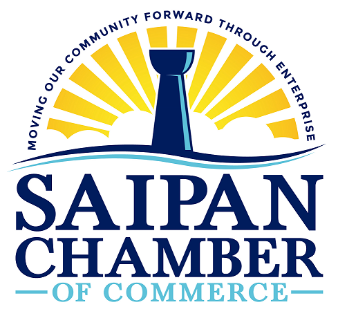 MOVING OUR COMMUNITY FORWARD THROUGH ENTERPRISE
SAIPAN
CHAMBER
OF COMMERCE